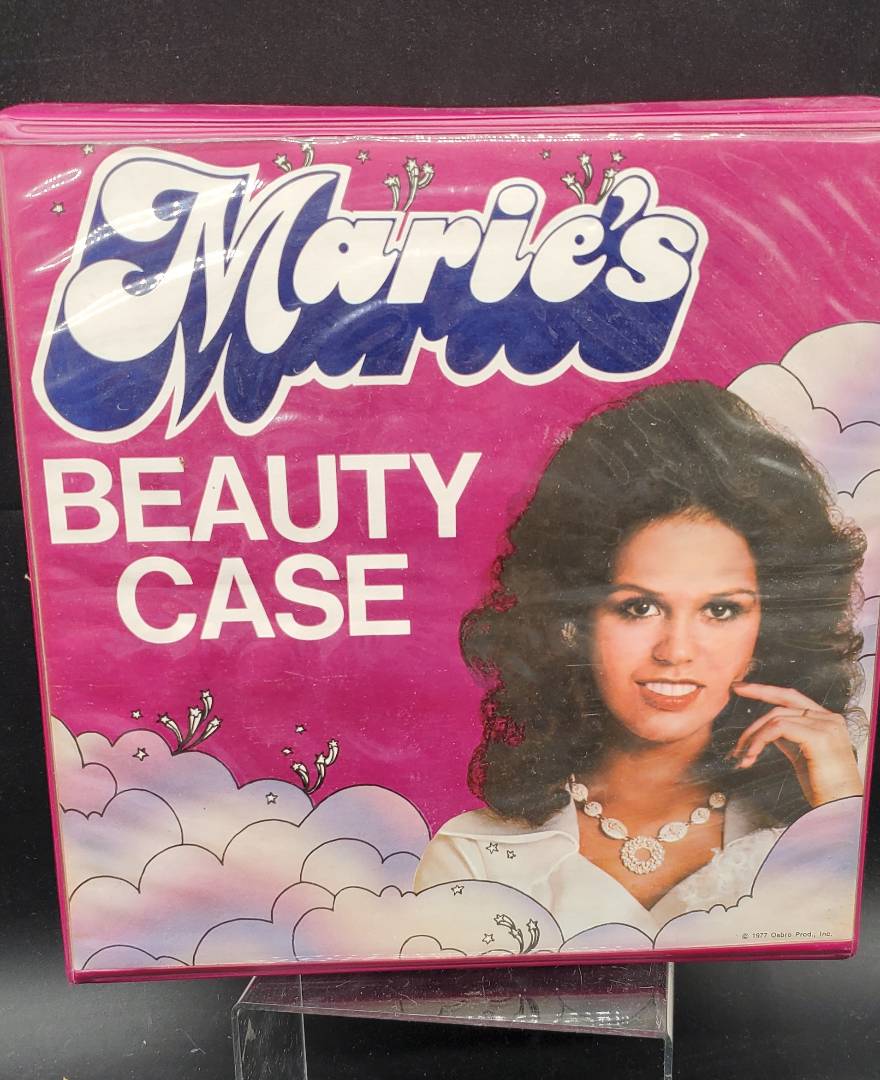 Marie's
BEAUTY
CASE
© 1977 Osbro Prod., Inc.